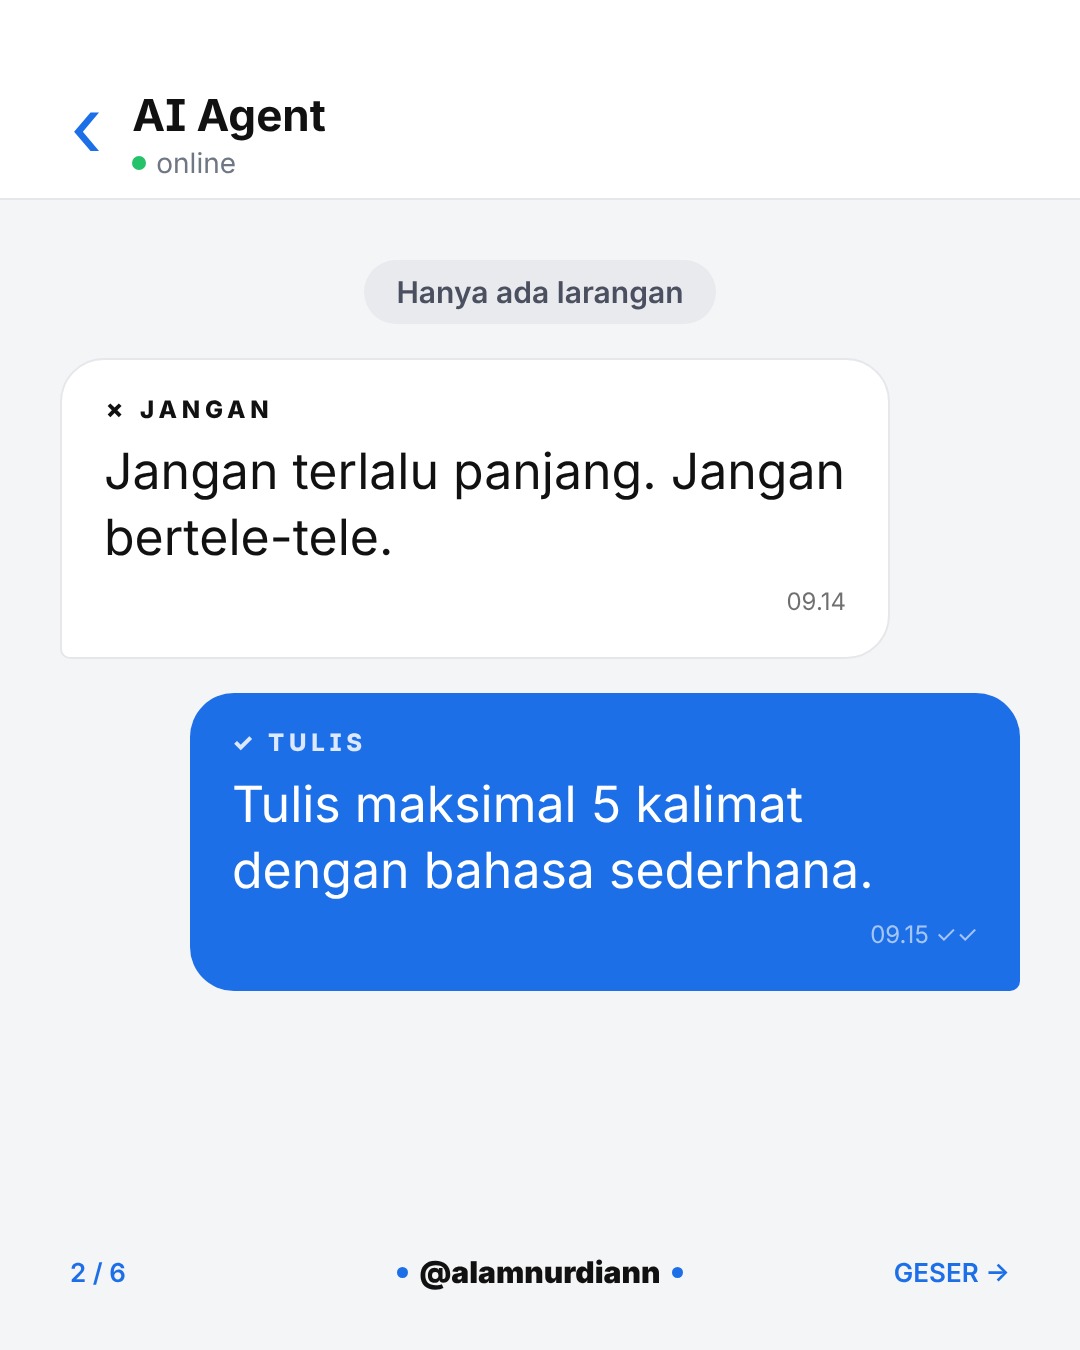 AI Agent
online
Hanya ada larangan
× JANGAN
Jangan terlalu panjang. Jangan
bertele-tele.
09.14
✓ TULIS
Tulis maksimal 5 kalimat
dengan bahasa sederhana.
09.15 ✓✓
2 / 6
• @alamnurdiann •
GESER →